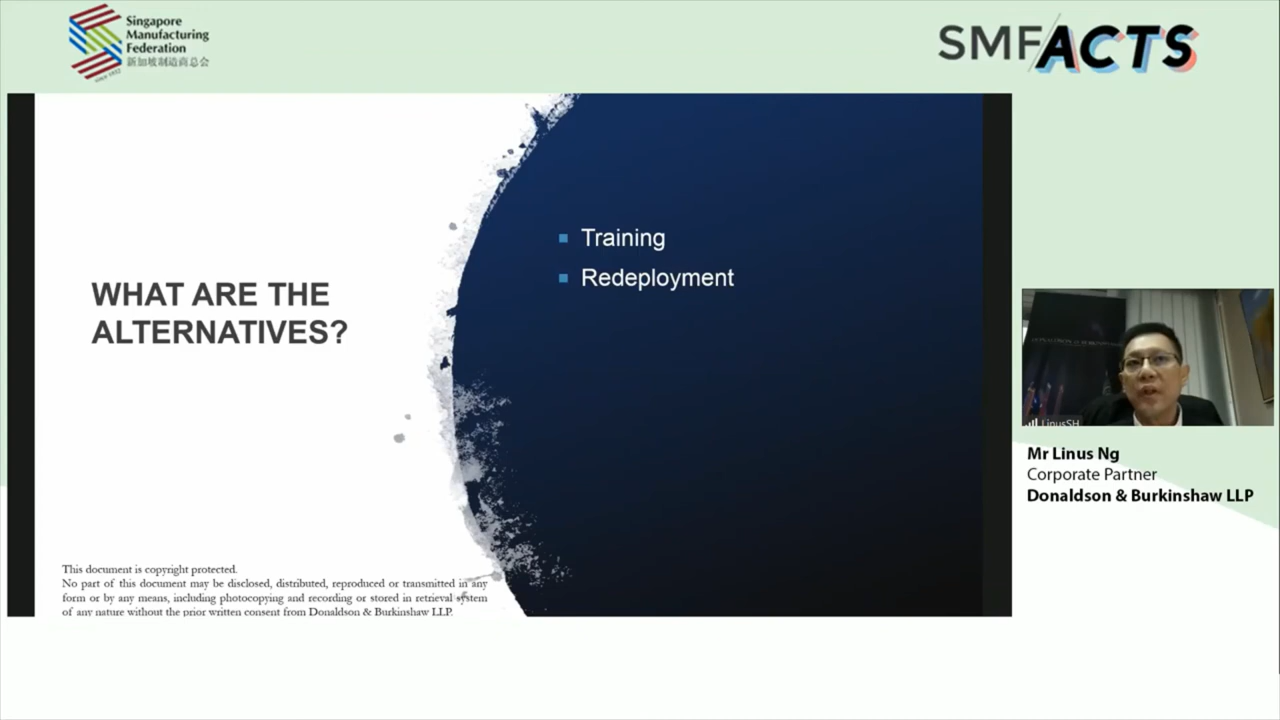 Singapore
Manufacturing
Federation
新加坡制造商总会
since 1932
SMF/ACTS
WHAT ARE THE
ALTERNATIVES?
Training
Redeployment
This document is copyright protected.
No part of this document may be disclosed, distributed, reproduced or transmitted in any
form or by any means, including photocopying and recording or stored in retrieval system
of any nature without the prior written consent from Donaldson & Burkinshaw LLP.
LinusSH
Mr Linus Ng
Corporate Partner
Donaldson & Burkinshaw LLP